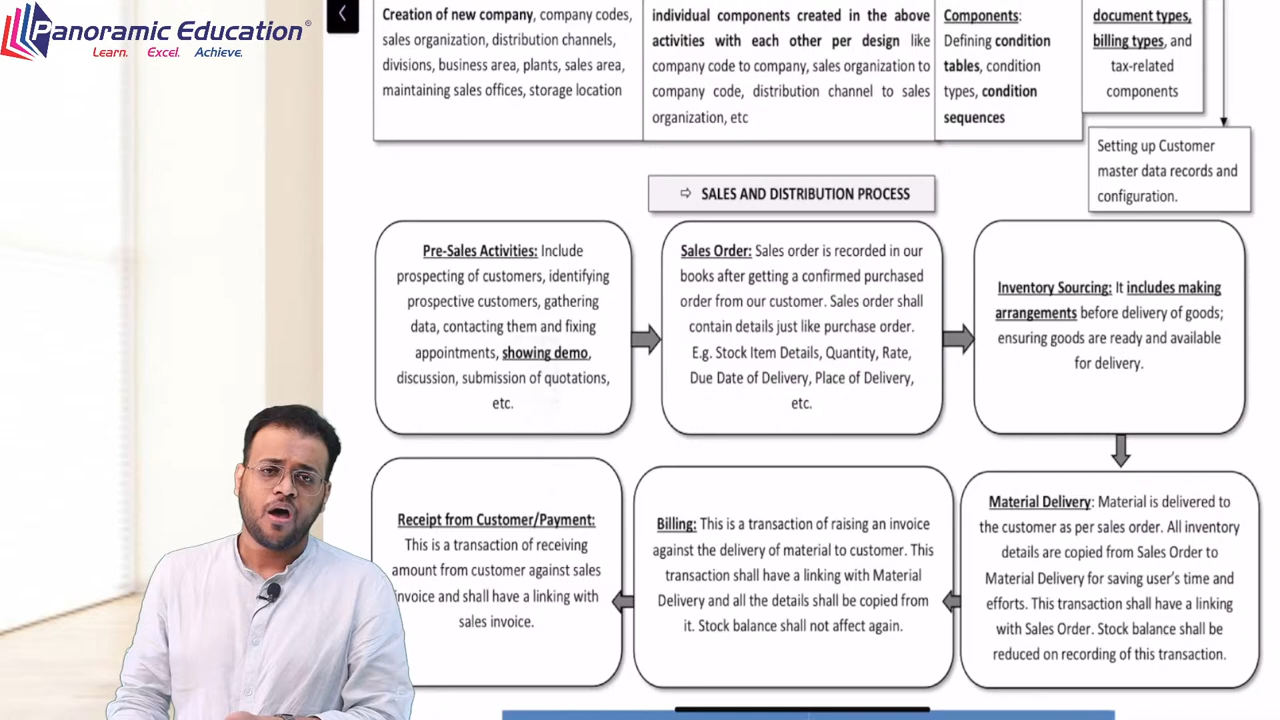 Panoramic Education®
Learn. Excel. Achieve.
Creation of new company, company codes,
sales organization, distribution channels,
divisions, business area, plants, sales area,
maintaining sales offices, storage location
individual components created in the above
activities with each other per design like
company code to company, sales organization to
company code, distribution channel to sales
organization, etc
Components:
Defining condition
tables, condition
types, condition
sequences
document types,
billing types, and
tax-related
components
Setting up Customer
master data records and
configuration.
⇨ SALES AND DISTRIBUTION PROCESS
Pre-Sales Activities: Include
prospecting of customers, identifying
prospective customers, gathering
data, contacting them and fixing
appointments, showing demo,
discussion, submission of quotations,
etc.
Sales Order: Sales order is recorded in our
books after getting a confirmed purchased
order from our customer. Sales order shall
contain details just like purchase order.
E.g. Stock Item Details, Quantity, Rate,
Due Date of Delivery, Place of Delivery,
etc.
Inventory Sourcing: It includes making
arrangements before delivery of goods;
ensuring goods are ready and available
for delivery.
Material Delivery: Material is delivered to
the customer as per sales order. All inventory
details are copied from Sales Order to
Material Delivery for saving user's time and
efforts. This transaction shall have a linking
with Sales Order. Stock balance shall be
reduced on recording of this transaction.
Billing: This is a transaction of raising an invoice
against the delivery of material to customer. This
transaction shall have a linking with Material
Delivery and all the details shall be copied from
it. Stock balance shall not affect again.
Receipt from Customer/Payment:
This is a transaction of receiving
amount from customer against sales
invoice and shall have a linking with
sales invoice.